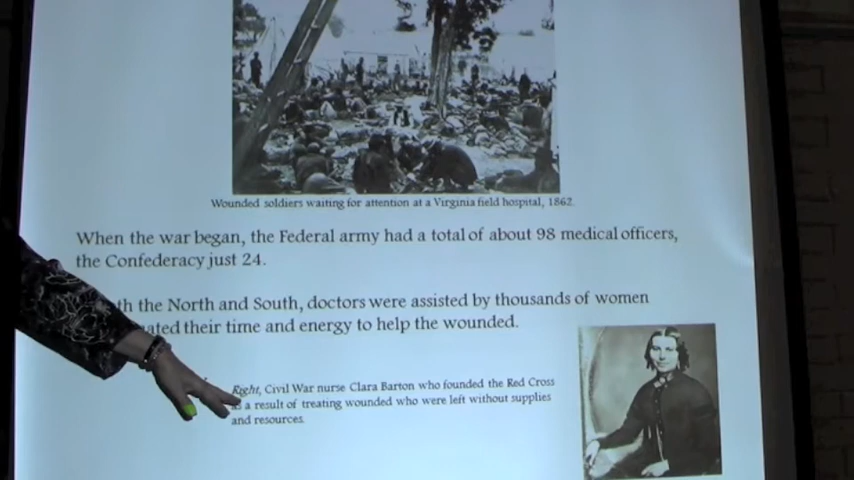 Wounded soldiers waiting for attention at a Virginia field hospital, 1862.
When the war began, the Federal army had a total of about 98 medical officers,
the Confederacy just 24.
the North and South, doctors were assisted by thousands of women
their time and energy to help the wounded.
Right, Civil War nurse Clara Barton who founded the Red Cross
a result of treating wounded who were left without supplies
and resources.